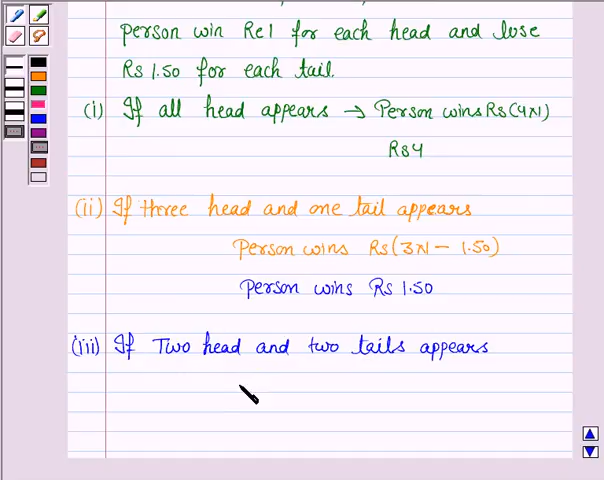 person win Re1 for each head and lose
Rs 1.50 for each tail.
(i) If all head appears → Person wins Rs(4×1)
Rs4
(ii) If three head and one tail appears
Person wins Rs(3×1 - 1.50)
Person wins Rs 1.50
(iii) If Two head and two tails appears